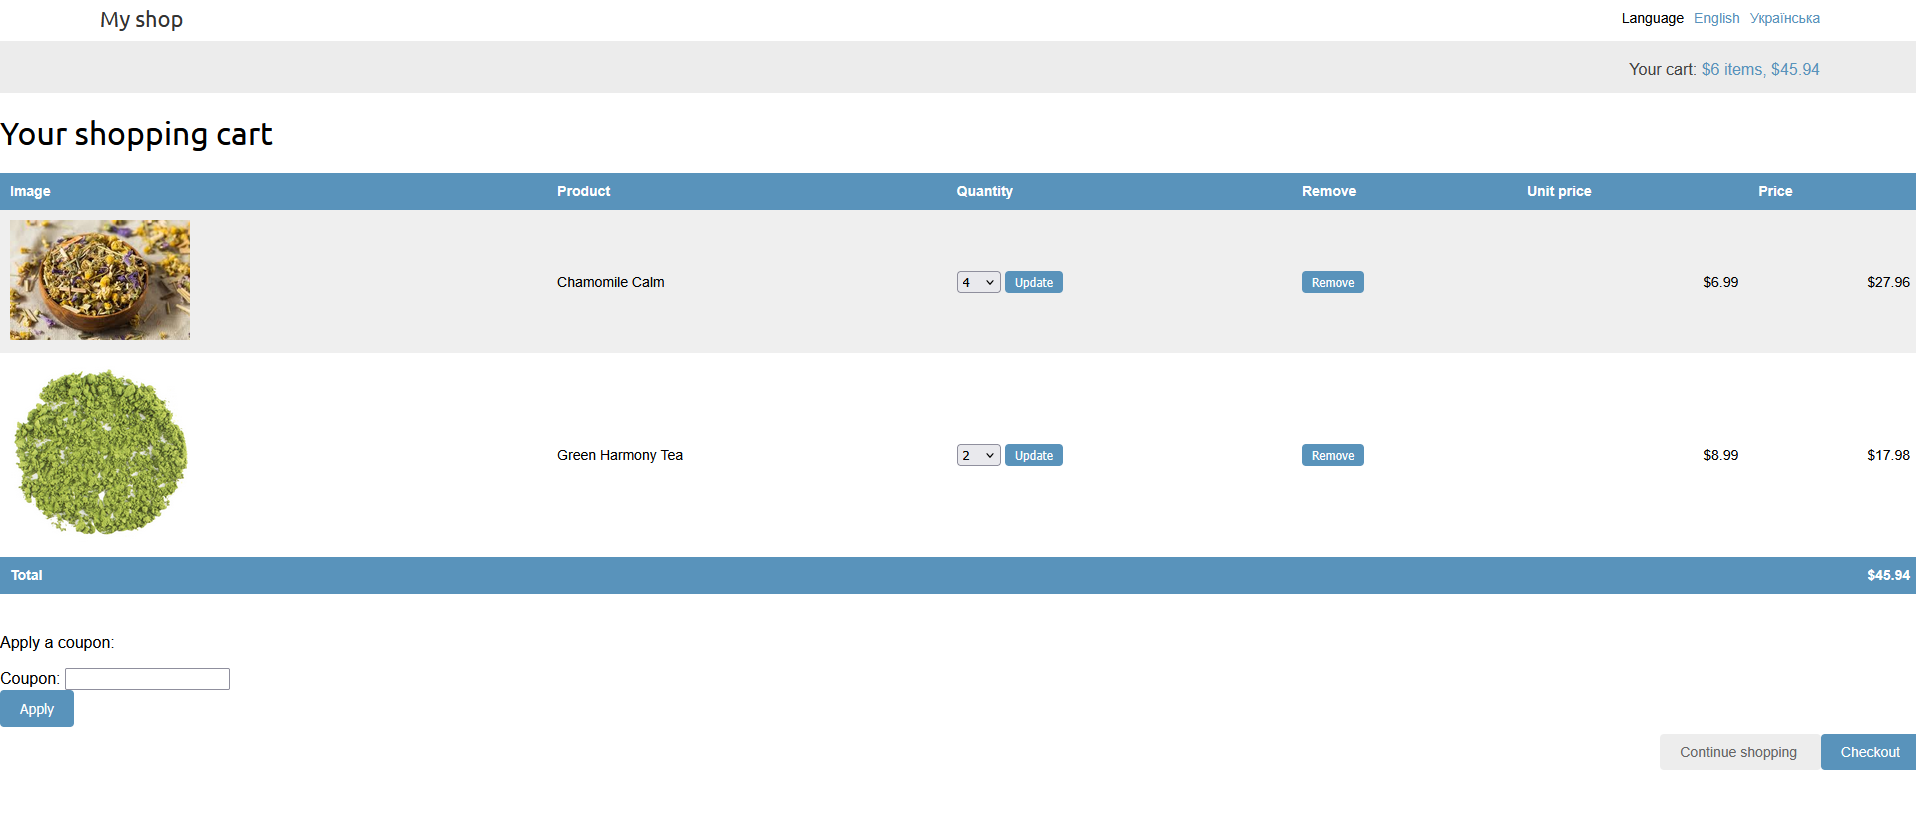 My shop
Language English Українська
Your cart: $6 items, $45.94
Your shopping cart
Image Product Quantity Remove Unit price Price
Chamomile Calm 4 Update Remove $6.99 $27.96
Green Harmony Tea 2 Update Remove $8.99 $17.98
Total $45.94
Apply a coupon:
Coupon:
Apply
Continue shopping Checkout